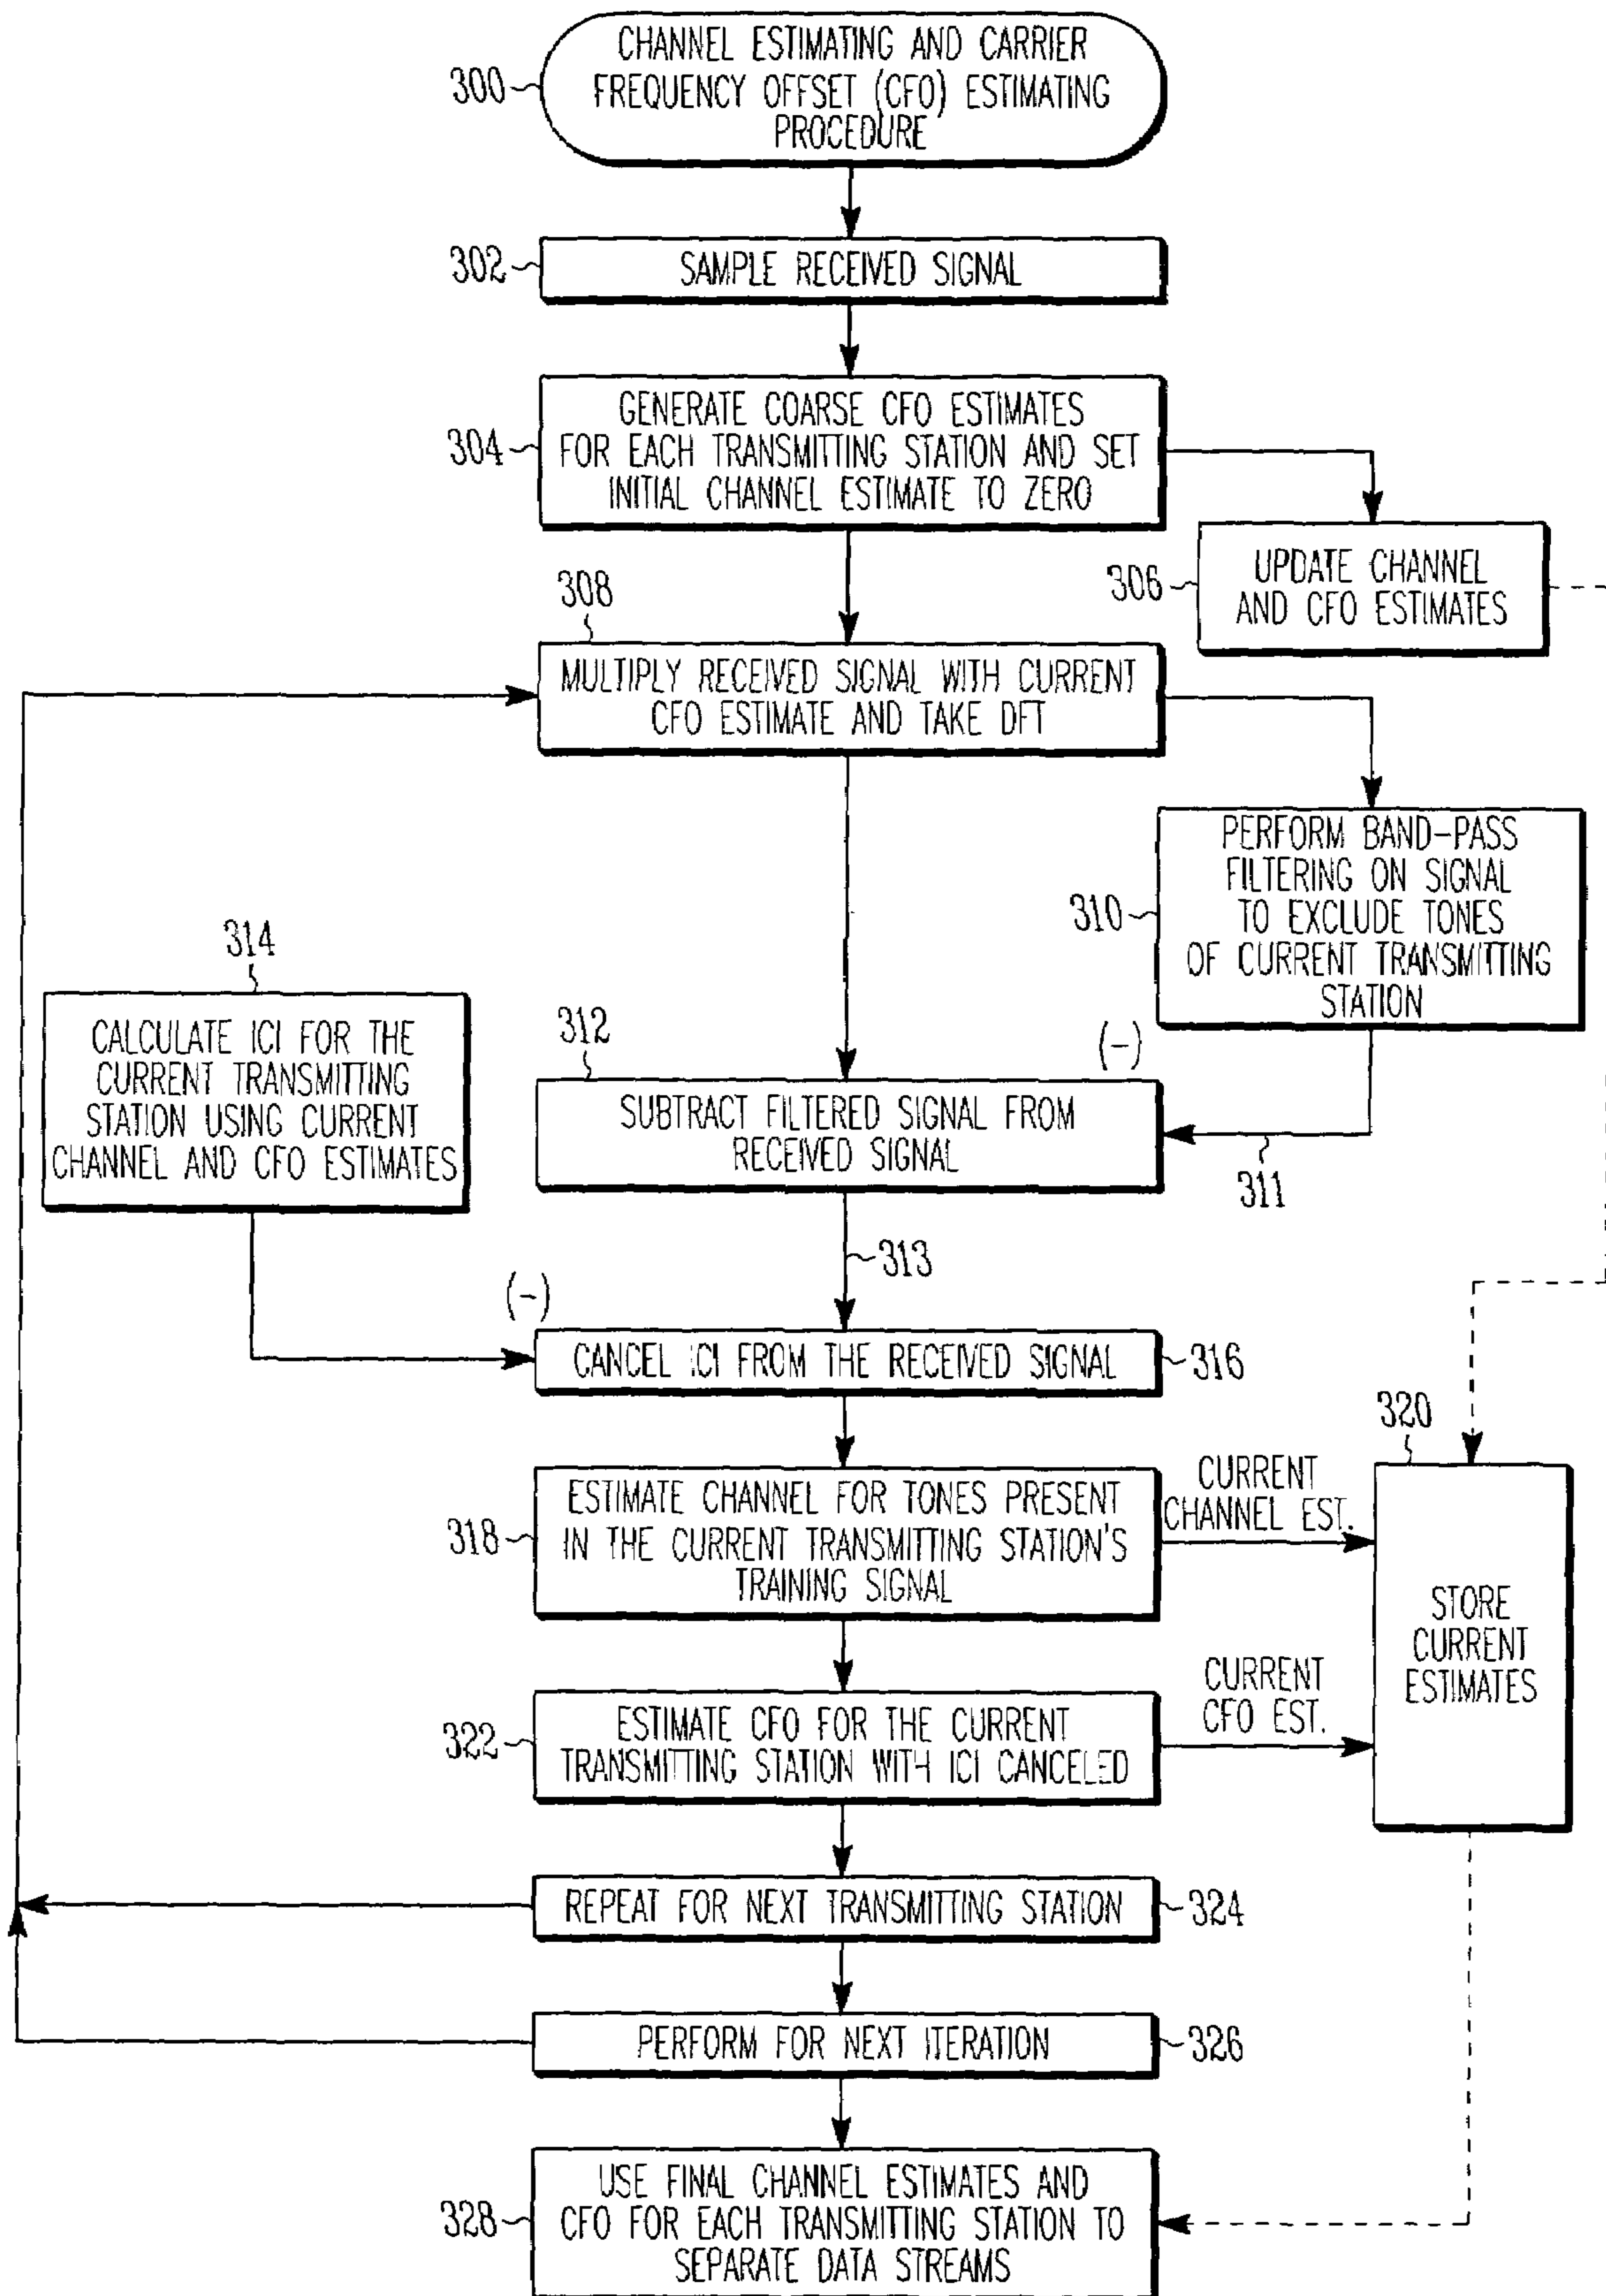 300
CHANNEL ESTIMATING AND CARRIER
FREQUENCY OFFSET (CFO) ESTIMATING
PROCEDURE
302
SAMPLE RECEIVED SIGNAL
304
GENERATE COARSE CFO ESTIMATES
FOR EACH TRANSMITTING STATION AND SET
INITIAL CHANNEL ESTIMATE TO ZERO
306
UPDATE CHANNEL
AND CFO ESTIMATES
308
MULTIPLY RECEIVED SIGNAL WITH CURRENT
CFO ESTIMATE AND TAKE DFT
310
PERFORM BAND-PASS
FILTERING ON SIGNAL
TO EXCLUDE TONES
OF CURRENT TRANSMITTING
STATION
311
312
(-)
SUBTRACT FILTERED SIGNAL FROM
RECEIVED SIGNAL
313
314
CALCULATE ICI FOR THE
CURRENT TRANSMITTING
STATION USING CURRENT
CHANNEL AND CFO ESTIMATES
(-)
CANCEL ICI FROM THE RECEIVED SIGNAL
316
318
ESTIMATE CHANNEL FOR TONES PRESENT
IN THE CURRENT TRANSMITTING STATION'S
TRAINING SIGNAL
CURRENT
CHANNEL EST.
320
STORE
CURRENT
ESTIMATES
322
ESTIMATE CFO FOR THE CURRENT
TRANSMITTING STATION WITH ICI CANCELED
CURRENT
CFO EST.
REPEAT FOR NEXT TRANSMITTING STATION
324
PERFORM FOR NEXT ITERATION
326
328
USE FINAL CHANNEL ESTIMATES AND
CFO FOR EACH TRANSMITTING STATION TO
SEPARATE DATA STREAMS